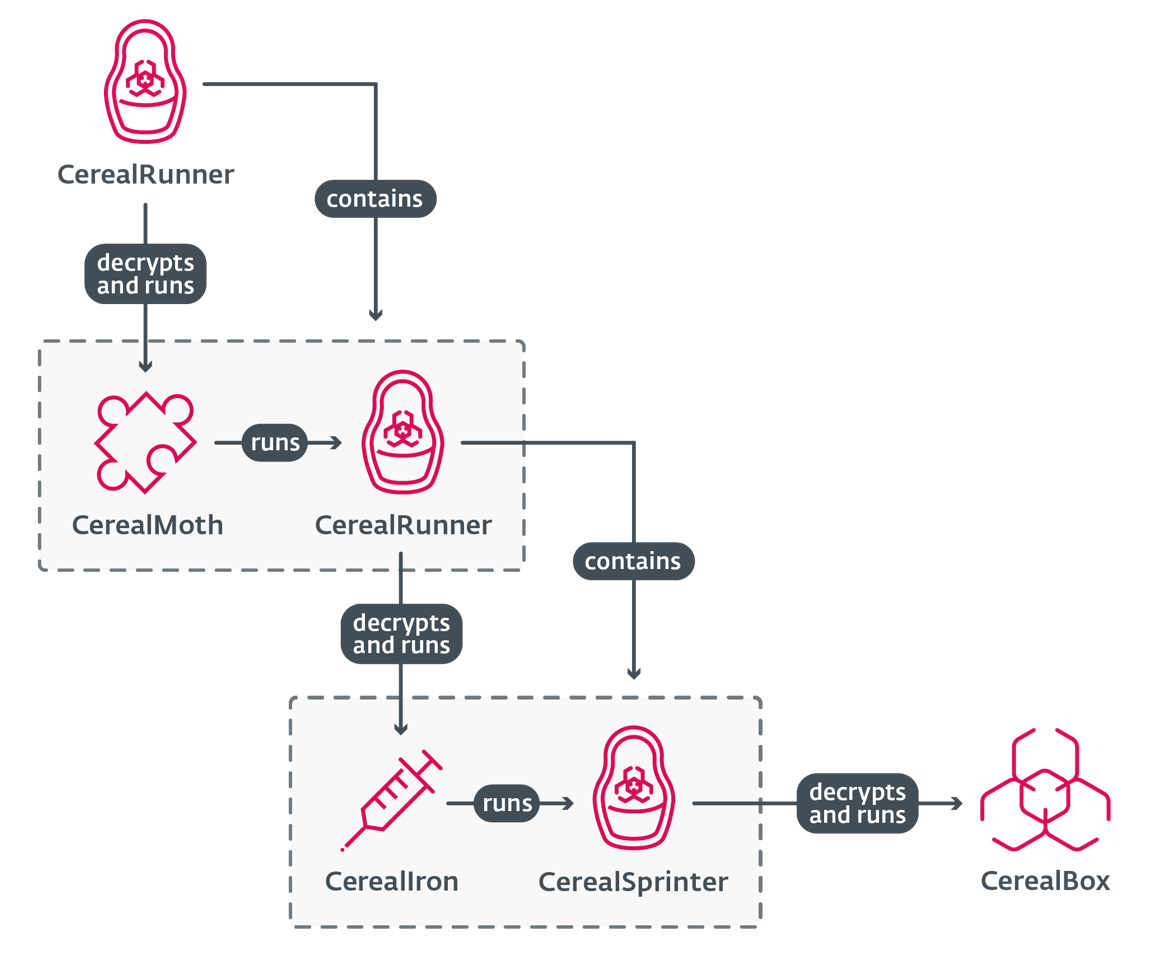 CerealRunner
contains
decrypts
and runs
runs
CerealMoth
CerealRunner
contains
decrypts
and runs
runs
decrypts
and runs
CerealIron
CerealSprinter
CerealBox